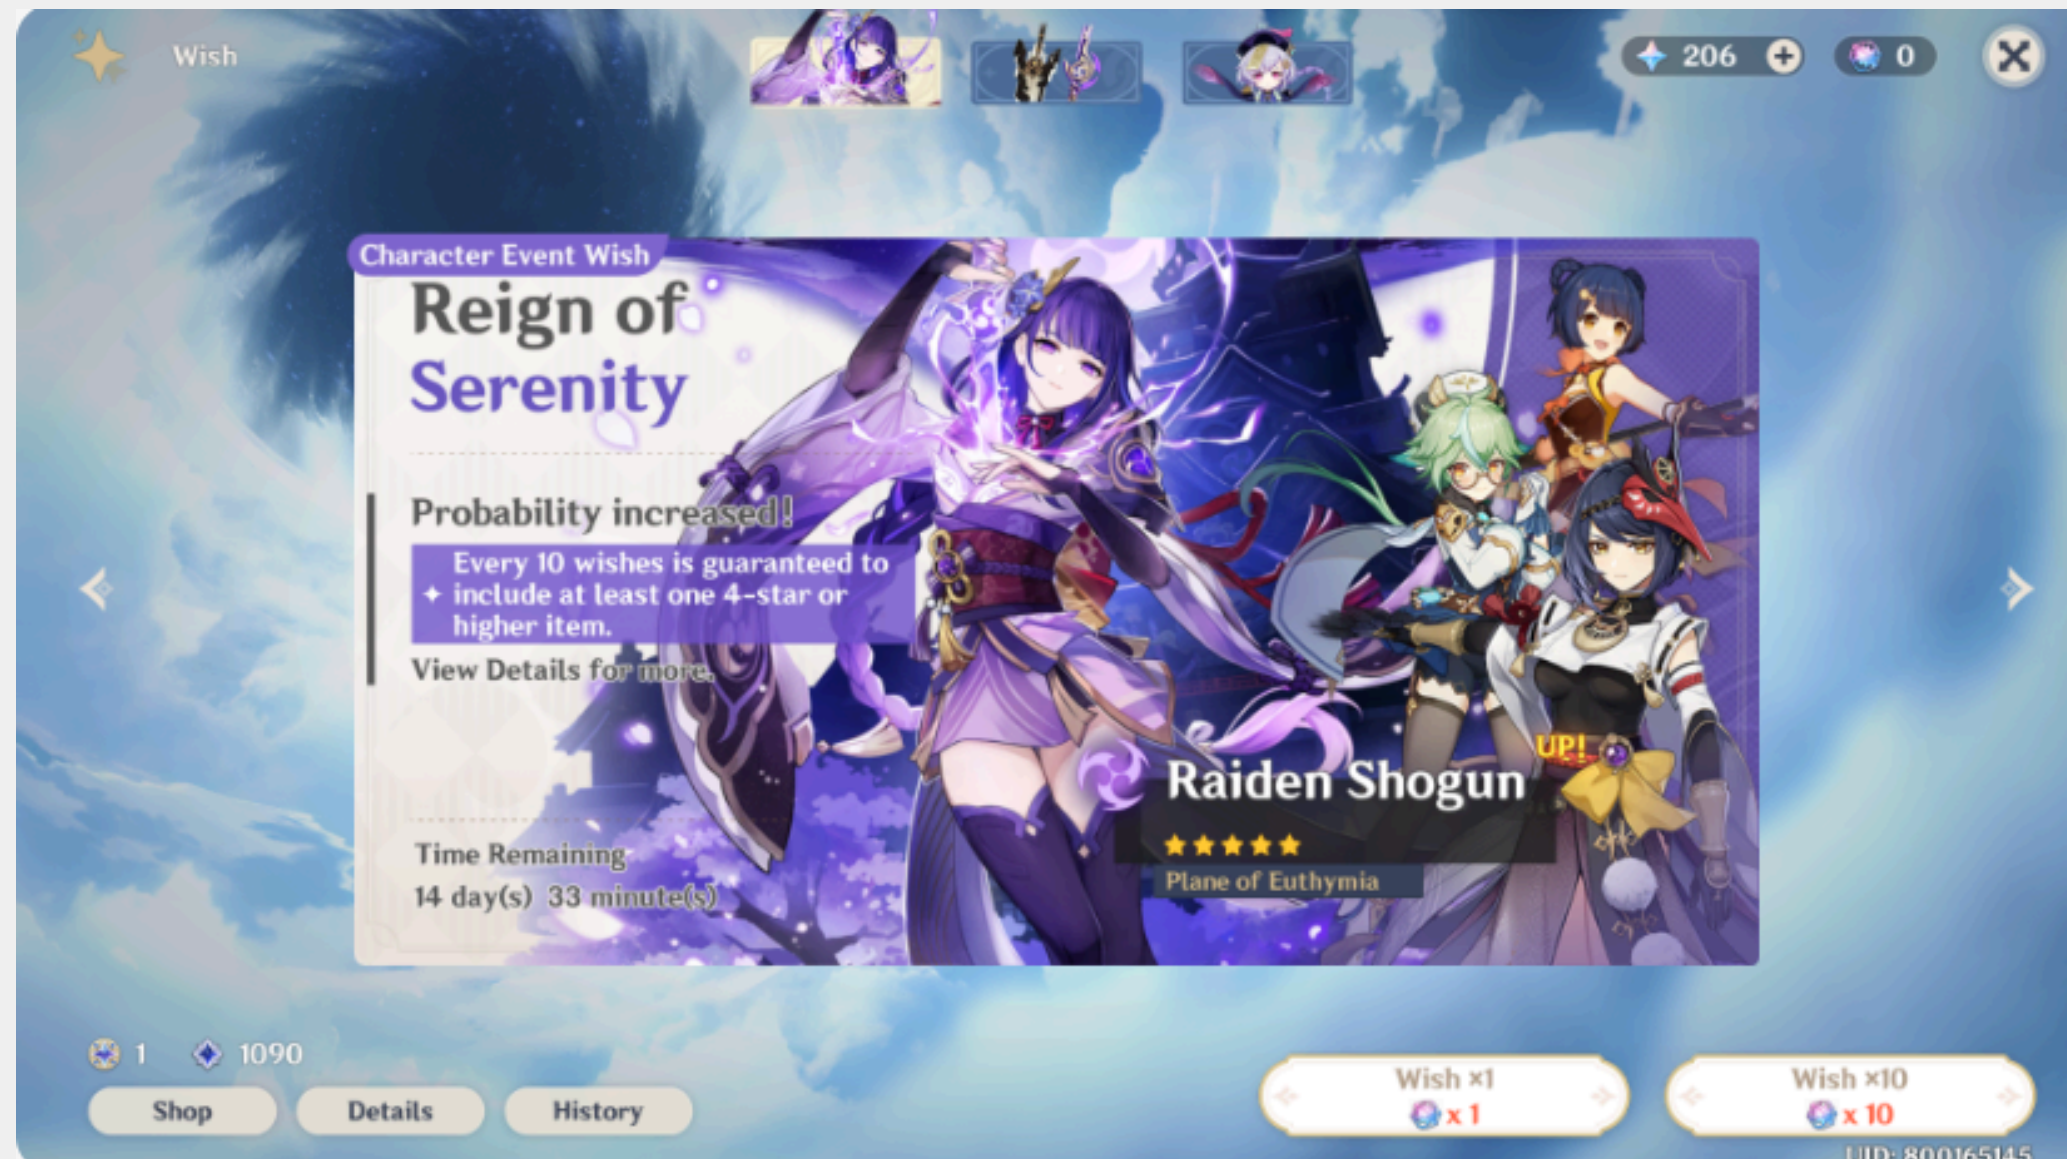 Wish
206
0
Character Event Wish
Reign of
Serenity
Probability increased!
Every 10 wishes is guaranteed to
include at least one 4-star or
higher item.
View Details for more.
UP!
Raiden Shogun
Plane of Euthymia
Time Remaining
14 day(s) 33 minute(s)
1 1090
Shop
Details
History
Wish ×1
x 1
Wish ×10
x 10
UID: 800165145